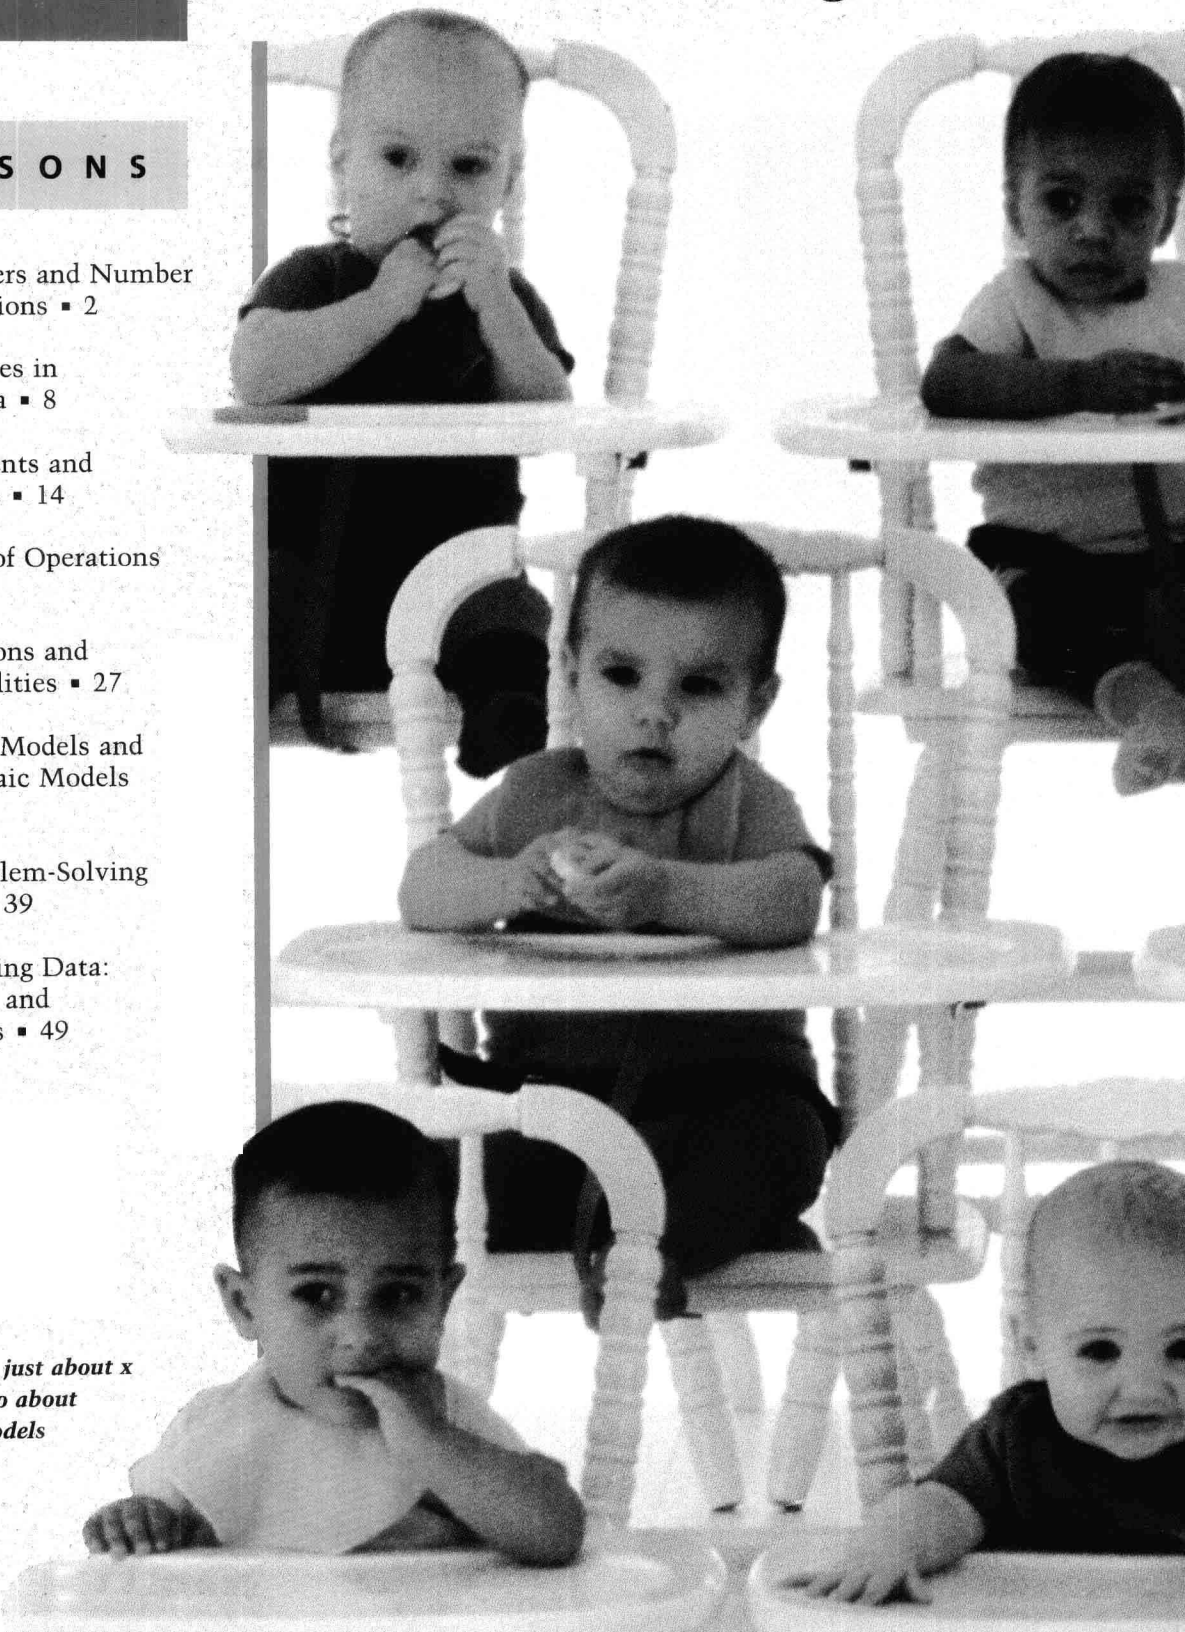 S O N S
ers and Number
ions ▪ 2
es in
a ▪ 8
nts and
▪ 14
of Operations
ons and
lities ▪ 27
Models and
aic Models
lem-Solving
39
ing Data:
and
s ▪ 49
just about x
o about
odels